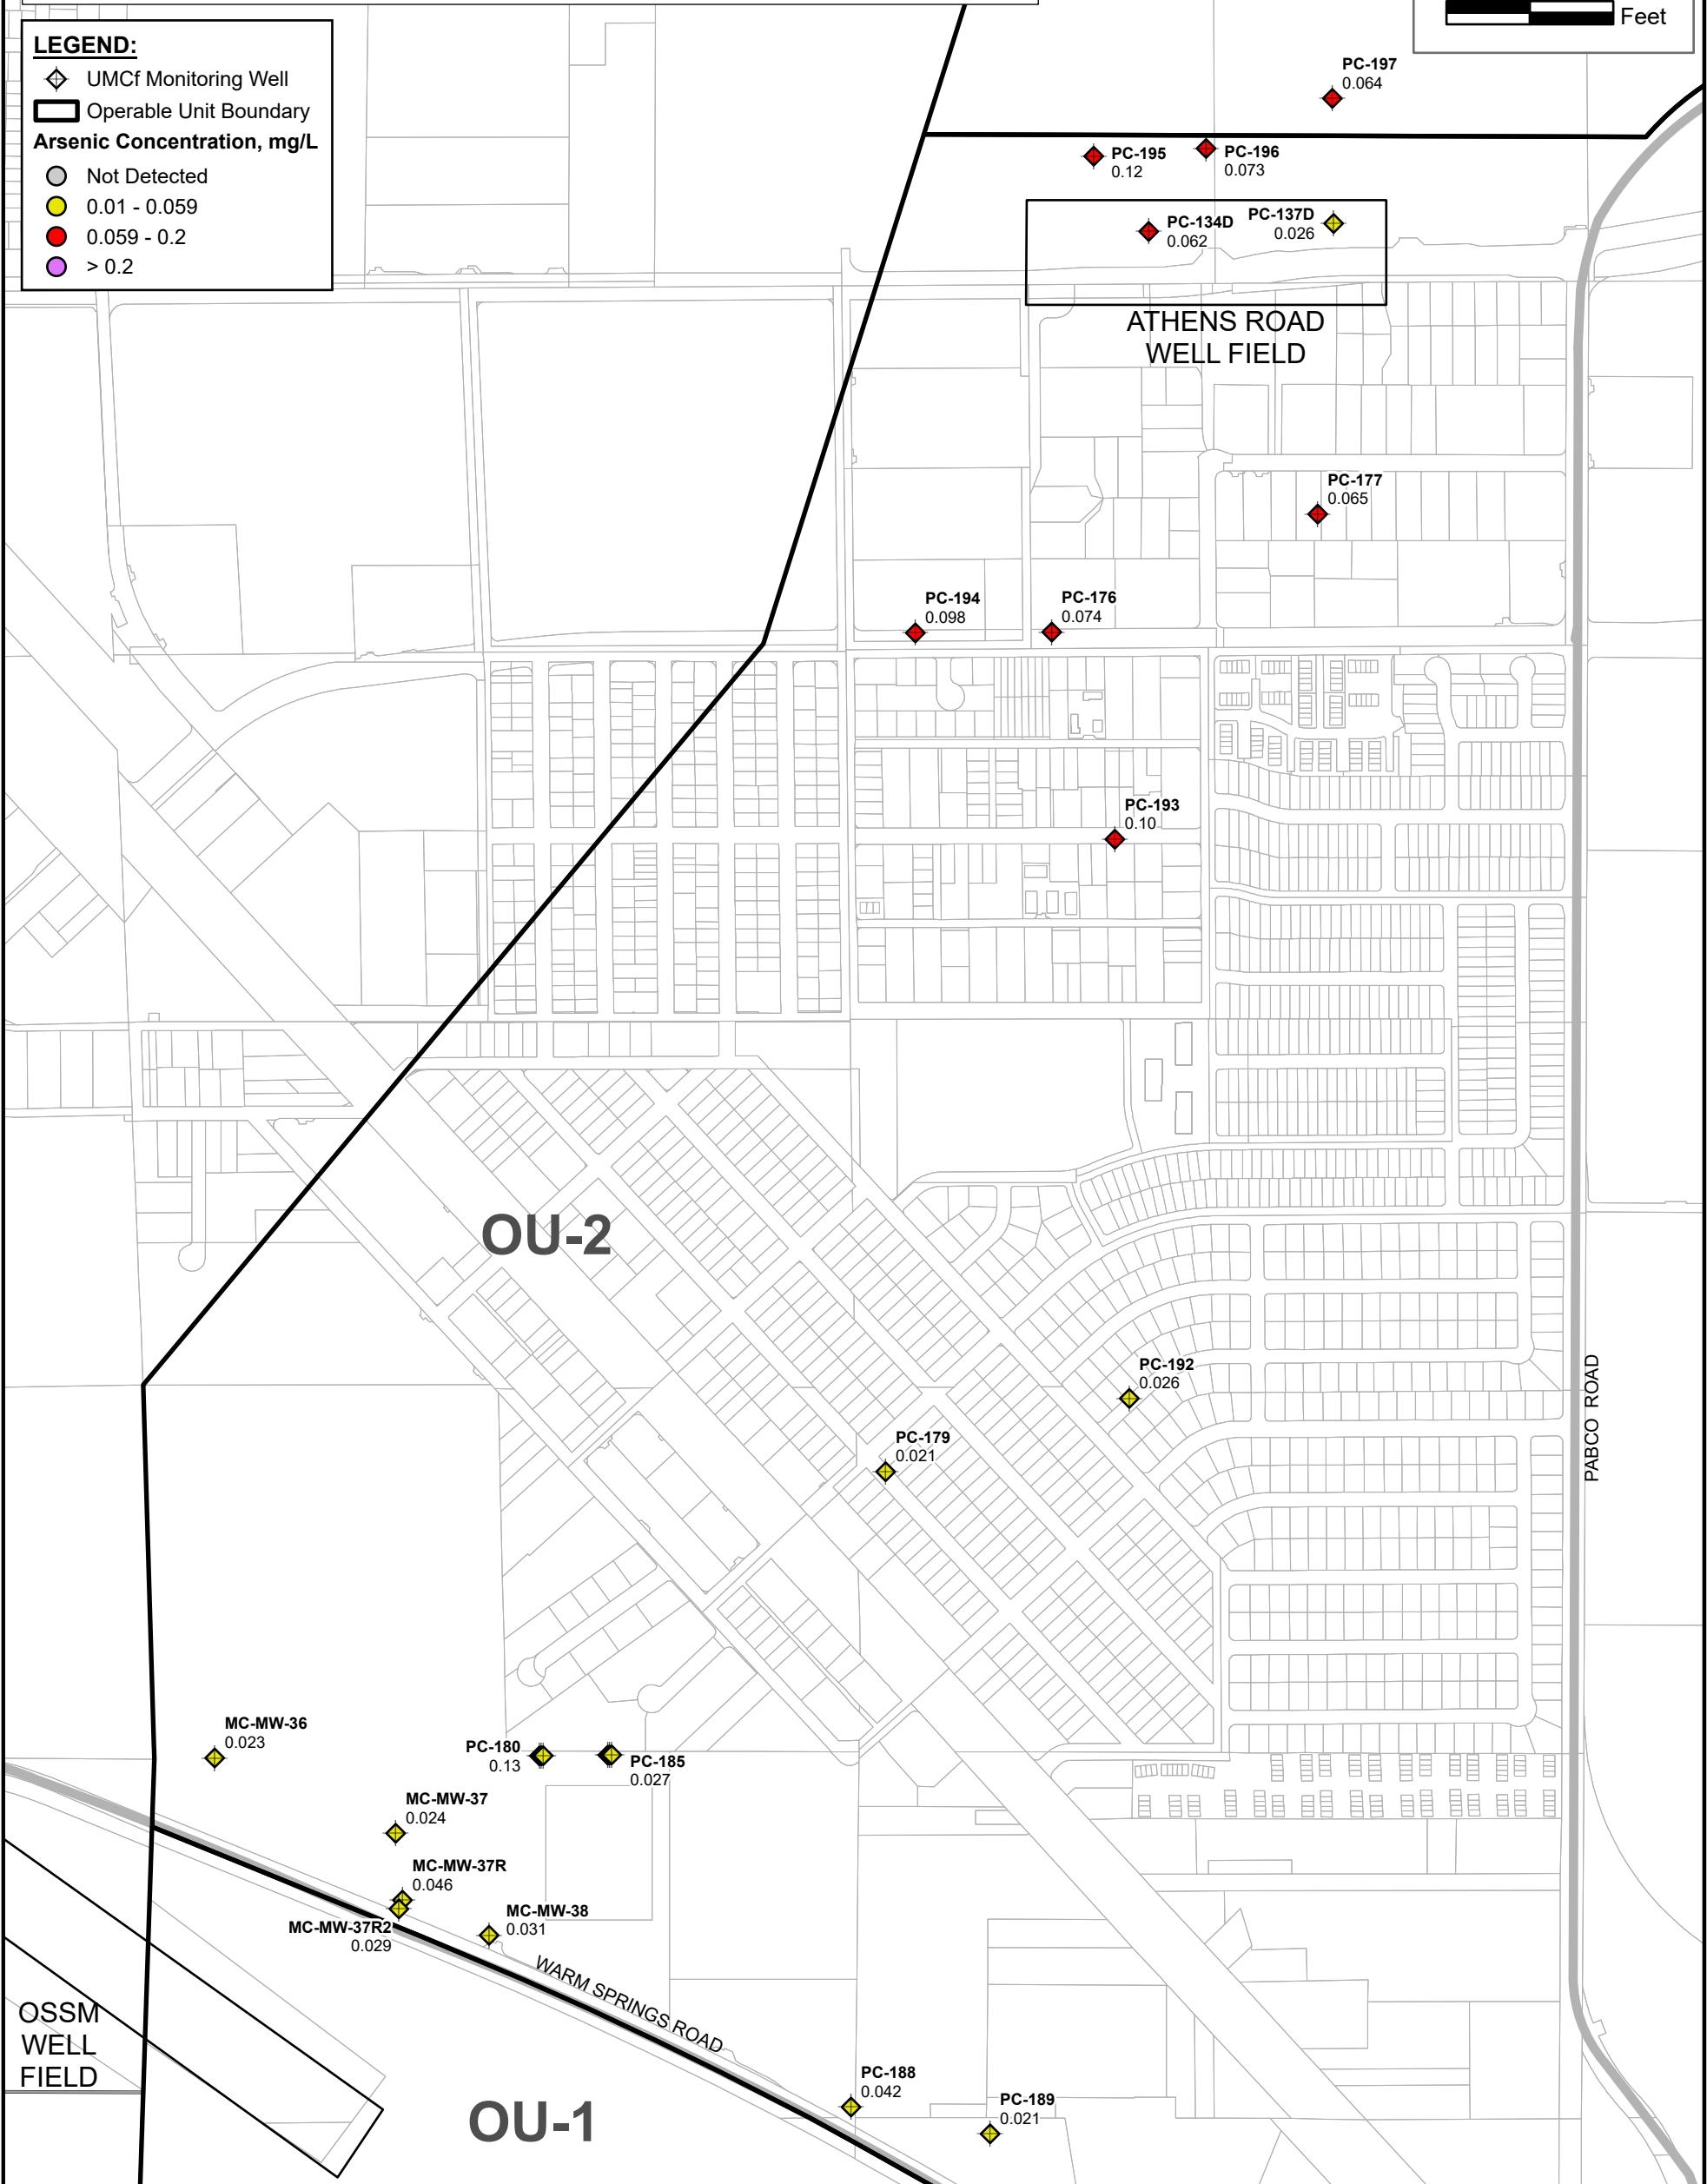 Feet
LEGEND:
UMCf Monitoring Well
Operable Unit Boundary
Arsenic Concentration, mg/L
Not Detected
0.01 - 0.059
0.059 - 0.2
> 0.2
PC-197
0.064
PC-195
0.12
PC-196
0.073
PC-134D
0.062
PC-137D
0.026
ATHENS ROAD
WELL FIELD
PC-177
0.065
PC-194
0.098
PC-176
0.074
PC-193
0.10
OU-2
PC-192
0.026
PABCO ROAD
PC-179
0.021
MC-MW-36
0.023
PC-180
0.13
PC-185
0.027
MC-MW-37
0.024
MC-MW-37R
0.046
MC-MW-37R2
0.029
MC-MW-38
0.031
WARM SPRINGS ROAD
OSSM
WELL
FIELD
PC-188
0.042
PC-189
0.021
OU-1